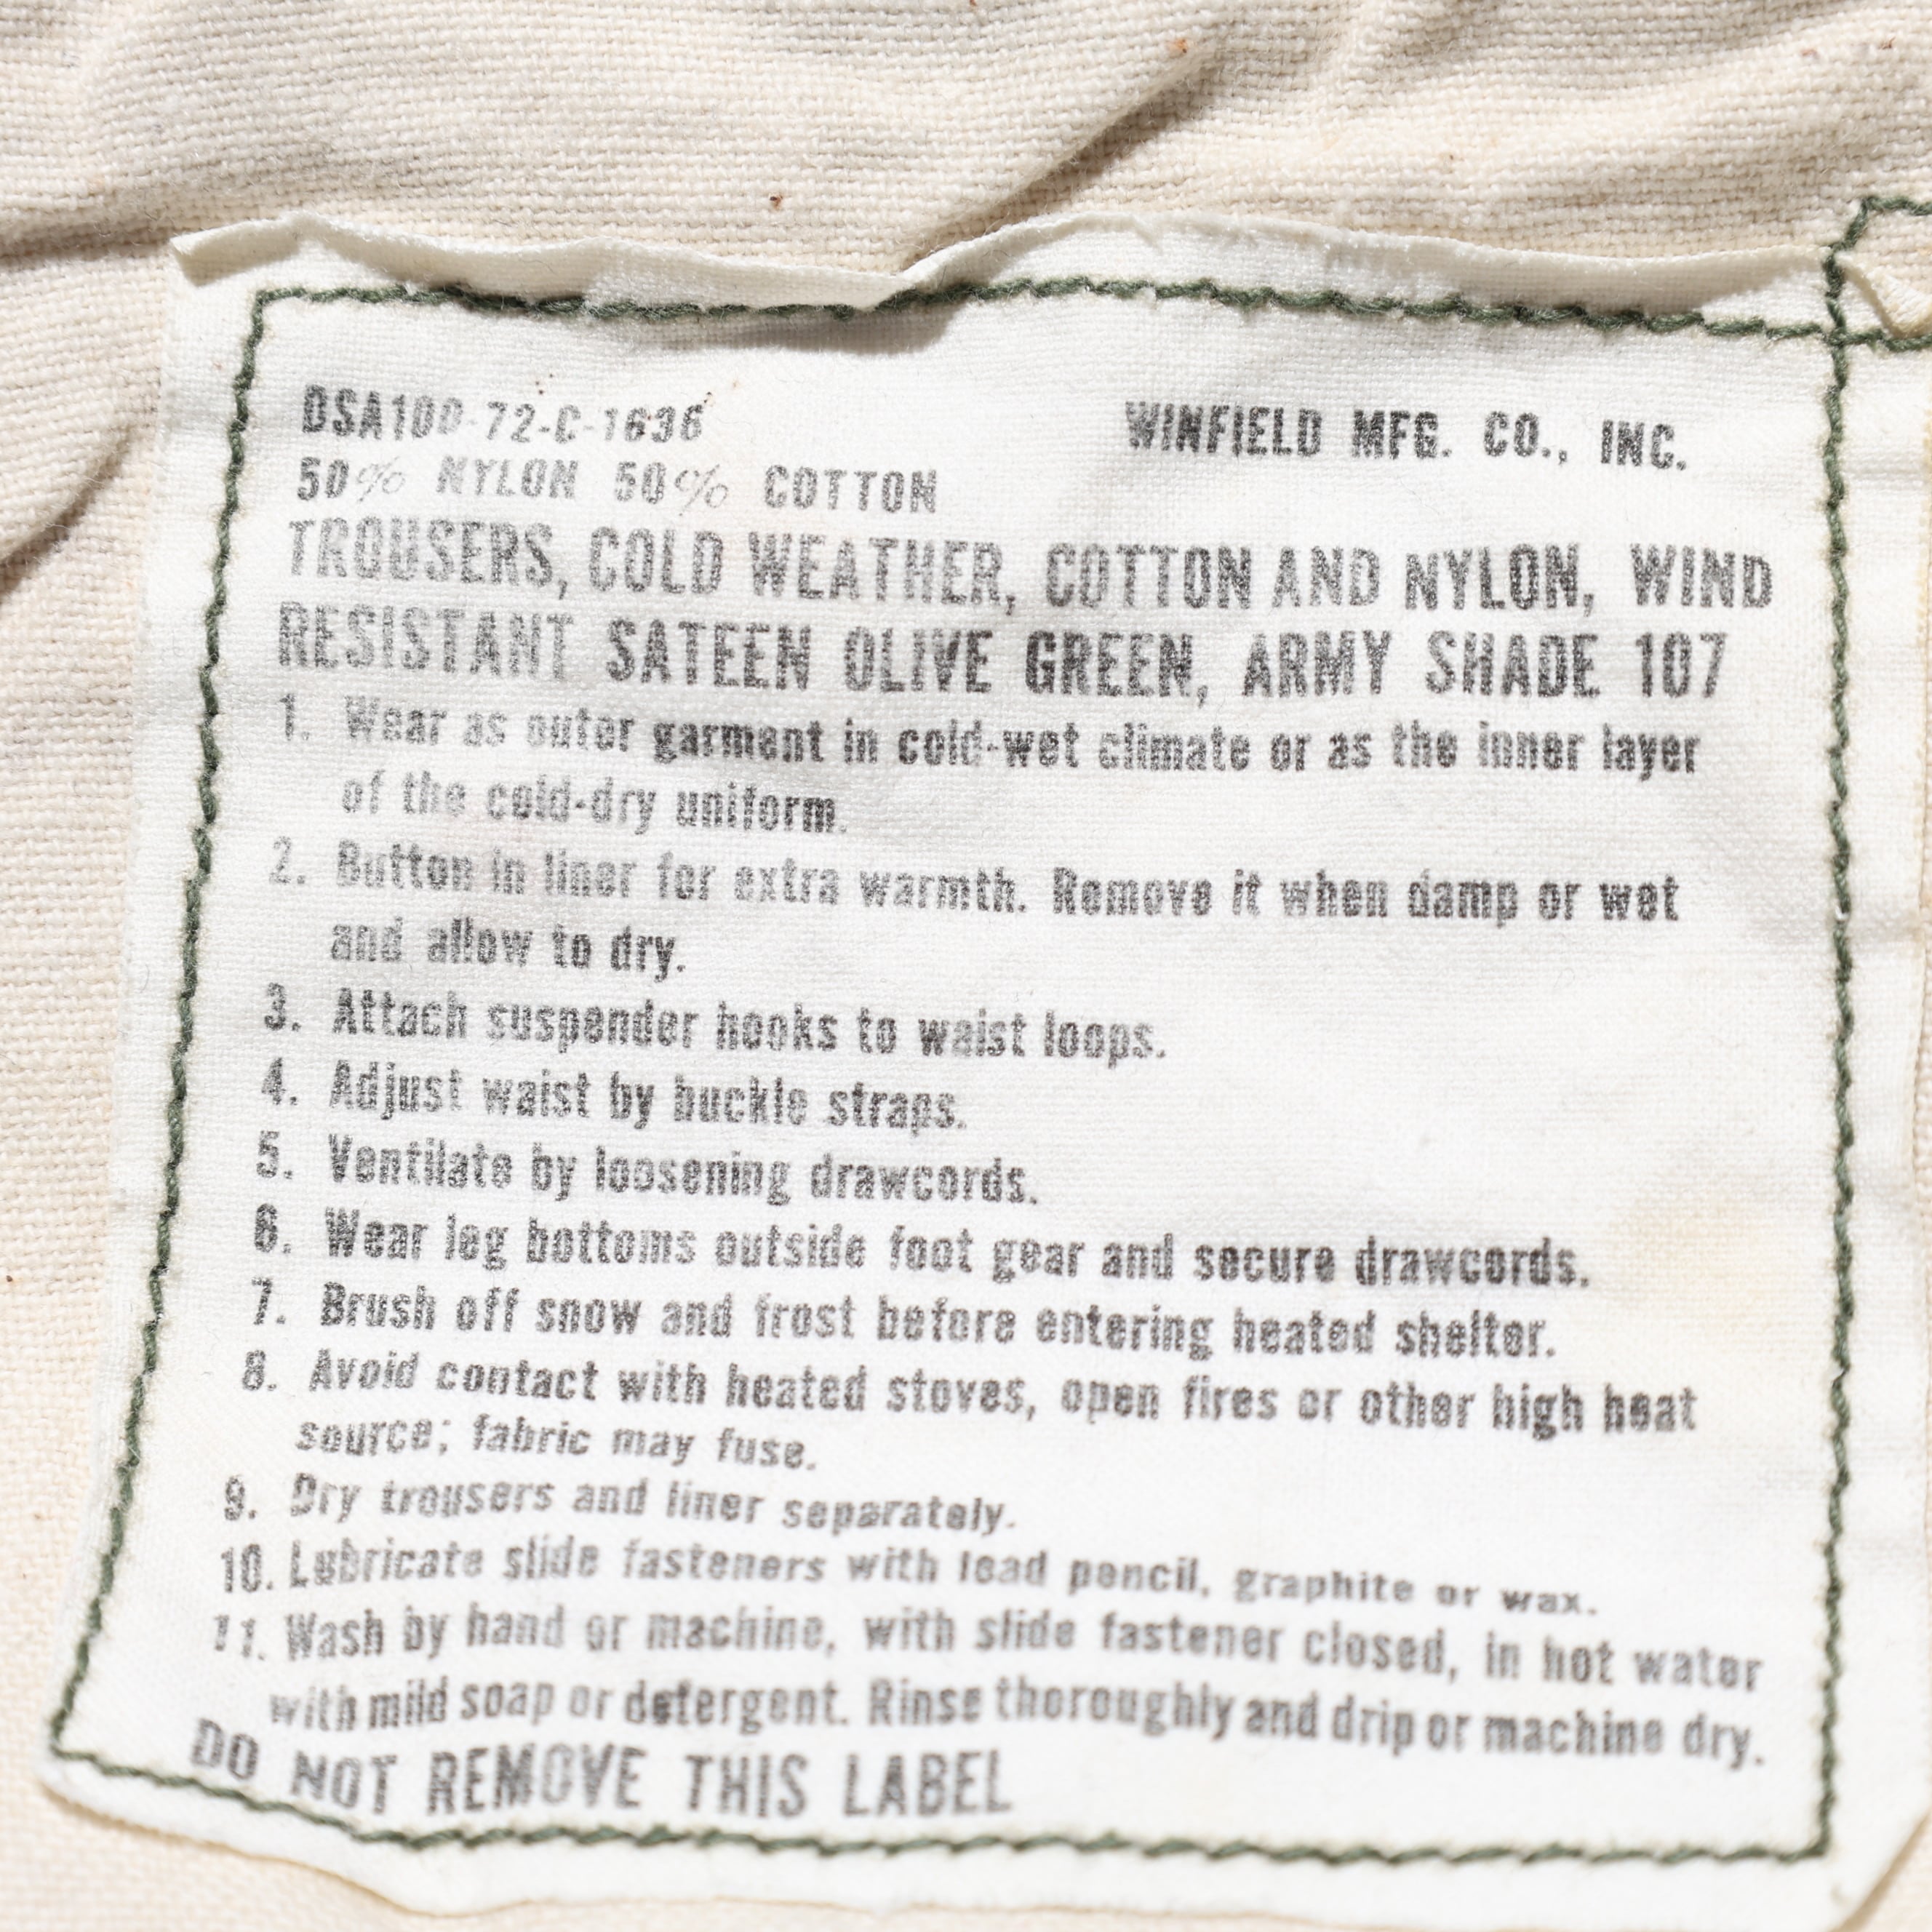 DSA100-72-C-1636 WINFIELD MFG. CO., INC.
50% NYLON 50% COTTON
TROUSERS, COLD WEATHER, COTTON AND NYLON, WIND
RESISTANT SATEEN OLIVE GREEN, ARMY SHADE 107
1. Wear as outer garment in cold-wet climate or as the inner layer
of the cold-dry uniform.
2. Button in liner for extra warmth. Remove it when damp or wet
and allow to dry.
3. Attach suspender hooks to waist loops.
4. Adjust waist by buckle straps.
5. Ventilate by loosening drawcords.
6. Wear leg bottoms outside foot gear and secure drawcords.
7. Brush off snow and frost before entering heated shelter.
8. Avoid contact with heated stoves, open fires or other high heat
source; fabric may fuse.
9. Dry trousers and liner separately.
10. Lubricate slide fasteners with lead pencil, graphite or wax.
11. Wash by hand or machine, with slide fastener closed, in hot water
with mild soap or detergent. Rinse thoroughly and drip or machine dry.
DO NOT REMOVE THIS LABEL